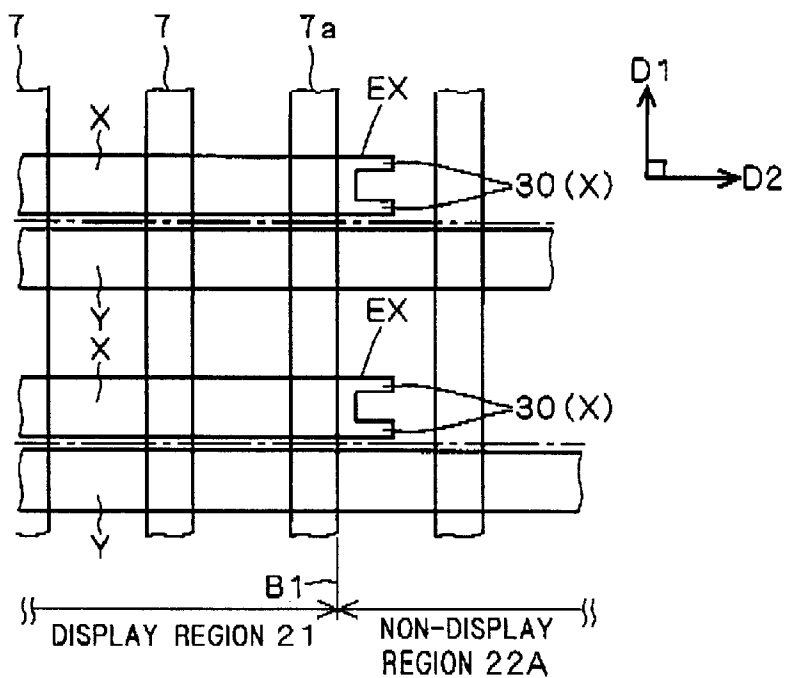 7 7 7a
EX
D1
X
30(X)
D2
Y
X
EX
30(X)
Y
B1
DISPLAY REGION 21
NON-DISPLAY
REGION 22A